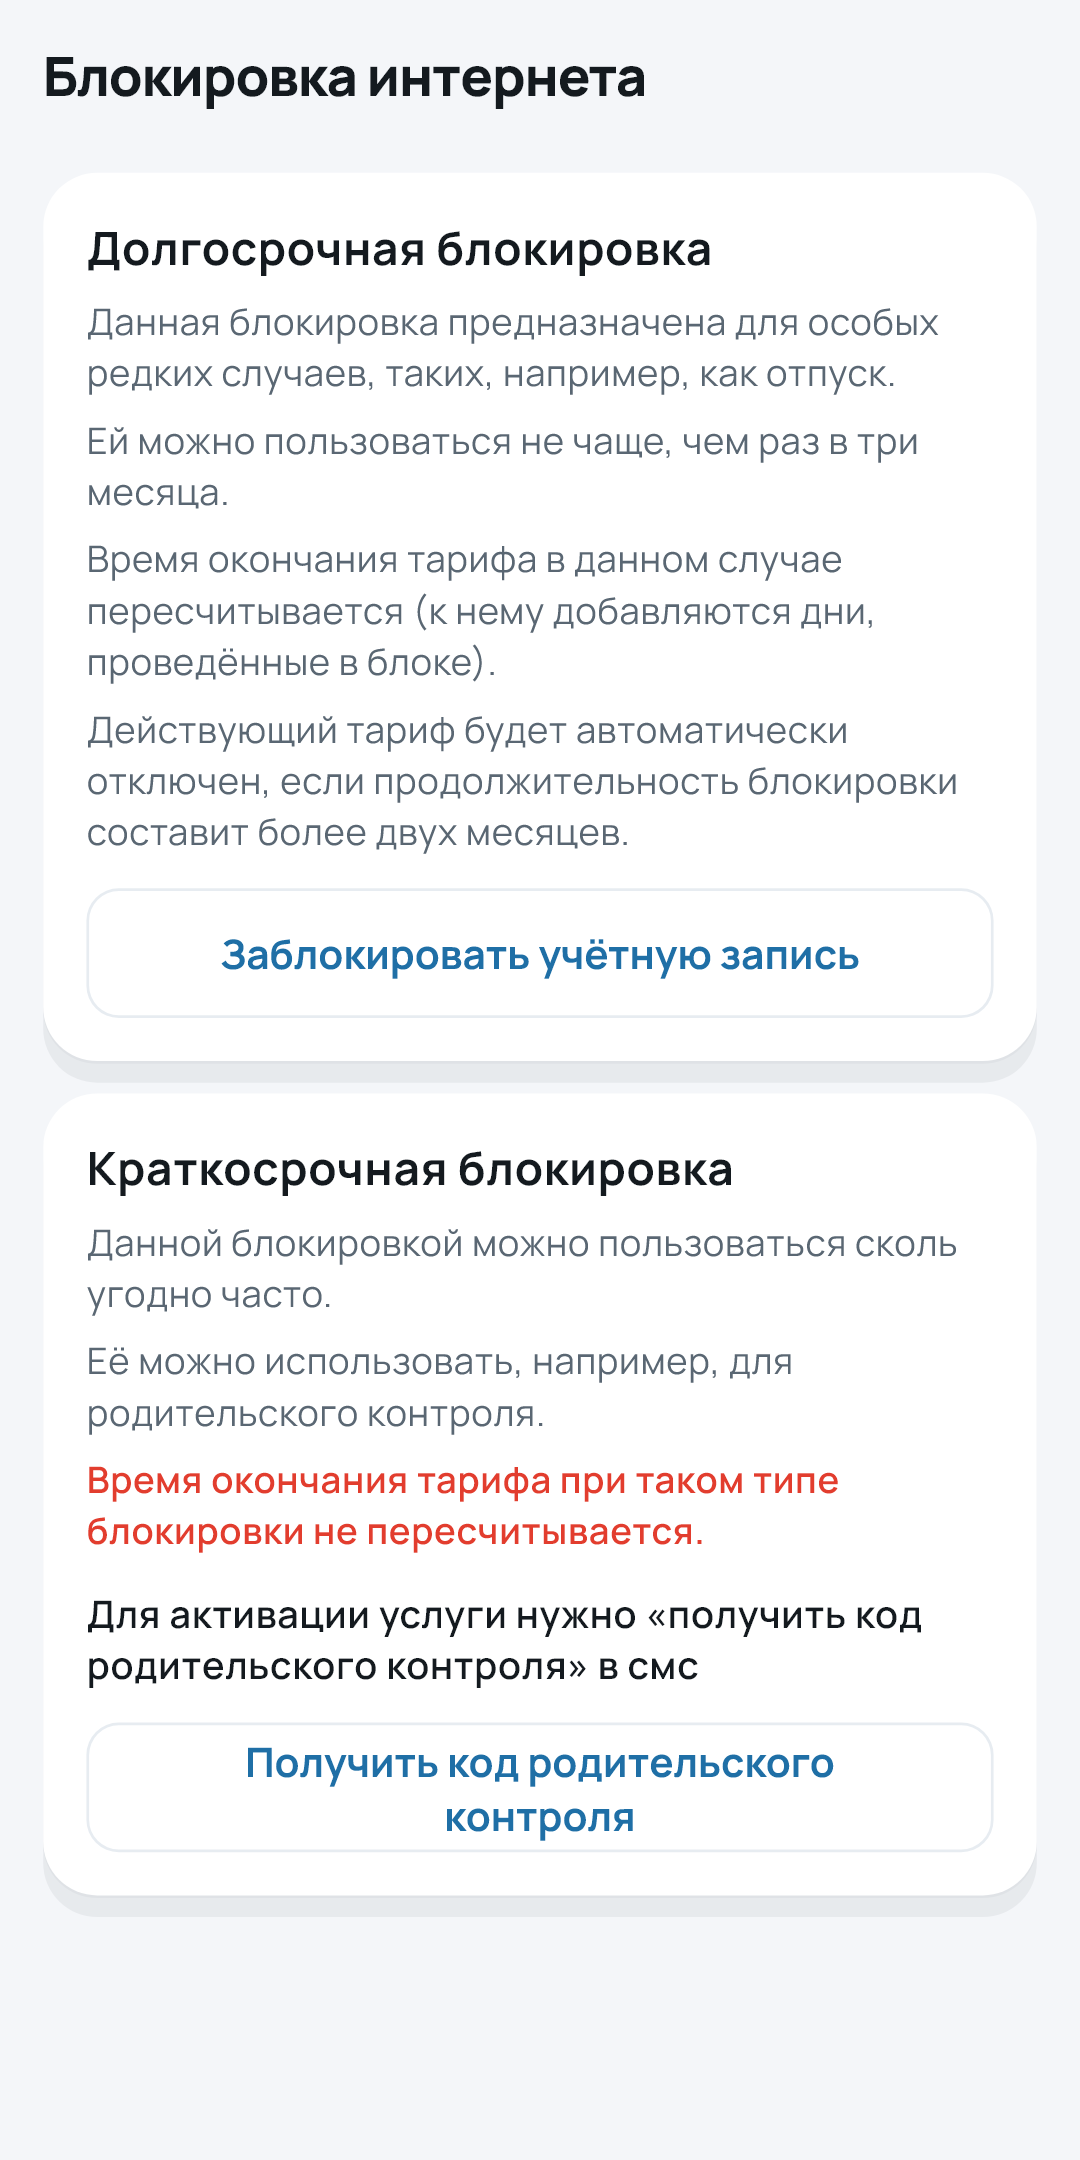 Блокировка интернета
Долгосрочная блокировка
Данная блокировка предназначена для особых
редких случаев, таких, например, как отпуск.
Ей можно пользоваться не чаще, чем раз в три
месяца.
Время окончания тарифа в данном случае
пересчитывается (к нему добавляются дни,
проведённые в блоке).
Действующий тариф будет автоматически
отключен, если продолжительность блокировки
составит более двух месяцев.
Заблокировать учётную запись
Краткосрочная блокировка
Данной блокировкой можно пользоваться сколь
угодно часто.
Её можно использовать, например, для
родительского контроля.
Время окончания тарифа при таком типе
блокировки не пересчитывается.
Для активации услуги нужно «получить код
родительского контроля» в смс
Получить код родительского
контроля